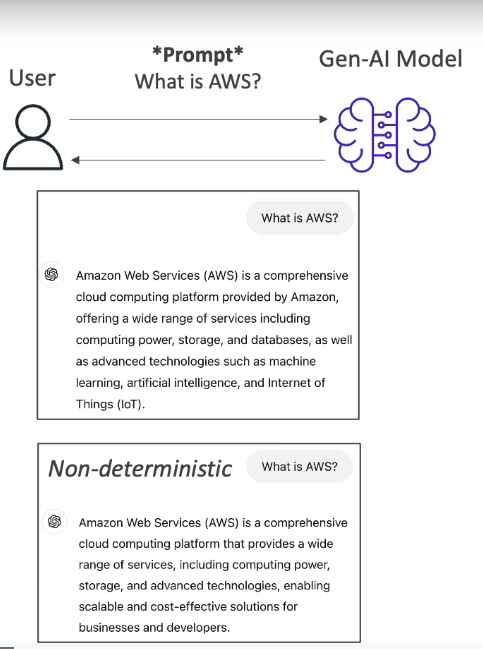 *Prompt*
User
What is AWS?
Gen-AI Model
What is AWS?
Amazon Web Services (AWS) is a comprehensive
cloud computing platform provided by Amazon,
offering a wide range of services including
computing power, storage, and databases, as well
as advanced technologies such as machine
learning, artificial intelligence, and Internet of
Things (IoT).
Non-deterministic
What is AWS?
Amazon Web Services (AWS) is a comprehensive
cloud computing platform that provides a wide
range of services, including computing power,
storage, and advanced technologies, enabling
scalable and cost-effective solutions for
businesses and developers.